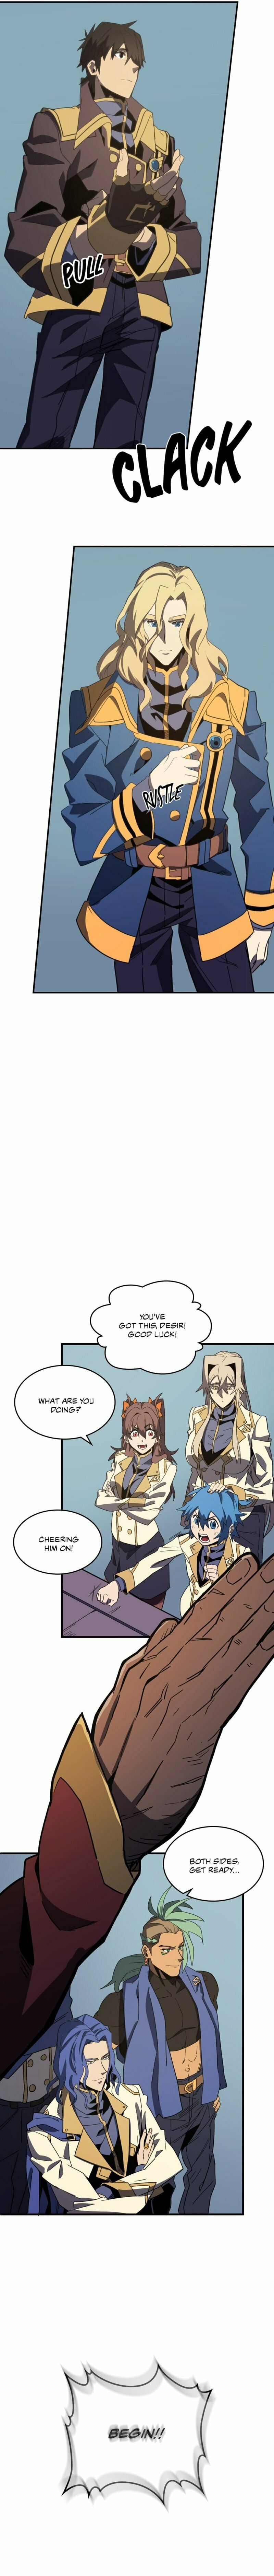 PULL
CLACK
RUSTLE
YOU'VE
GOT THIS, DESIR!
GOOD LUCK!
WHAT ARE YOU
DOING?
CHEERING
HIM ON!
BOTH SIDES,
GET READY...
BEGIN!!